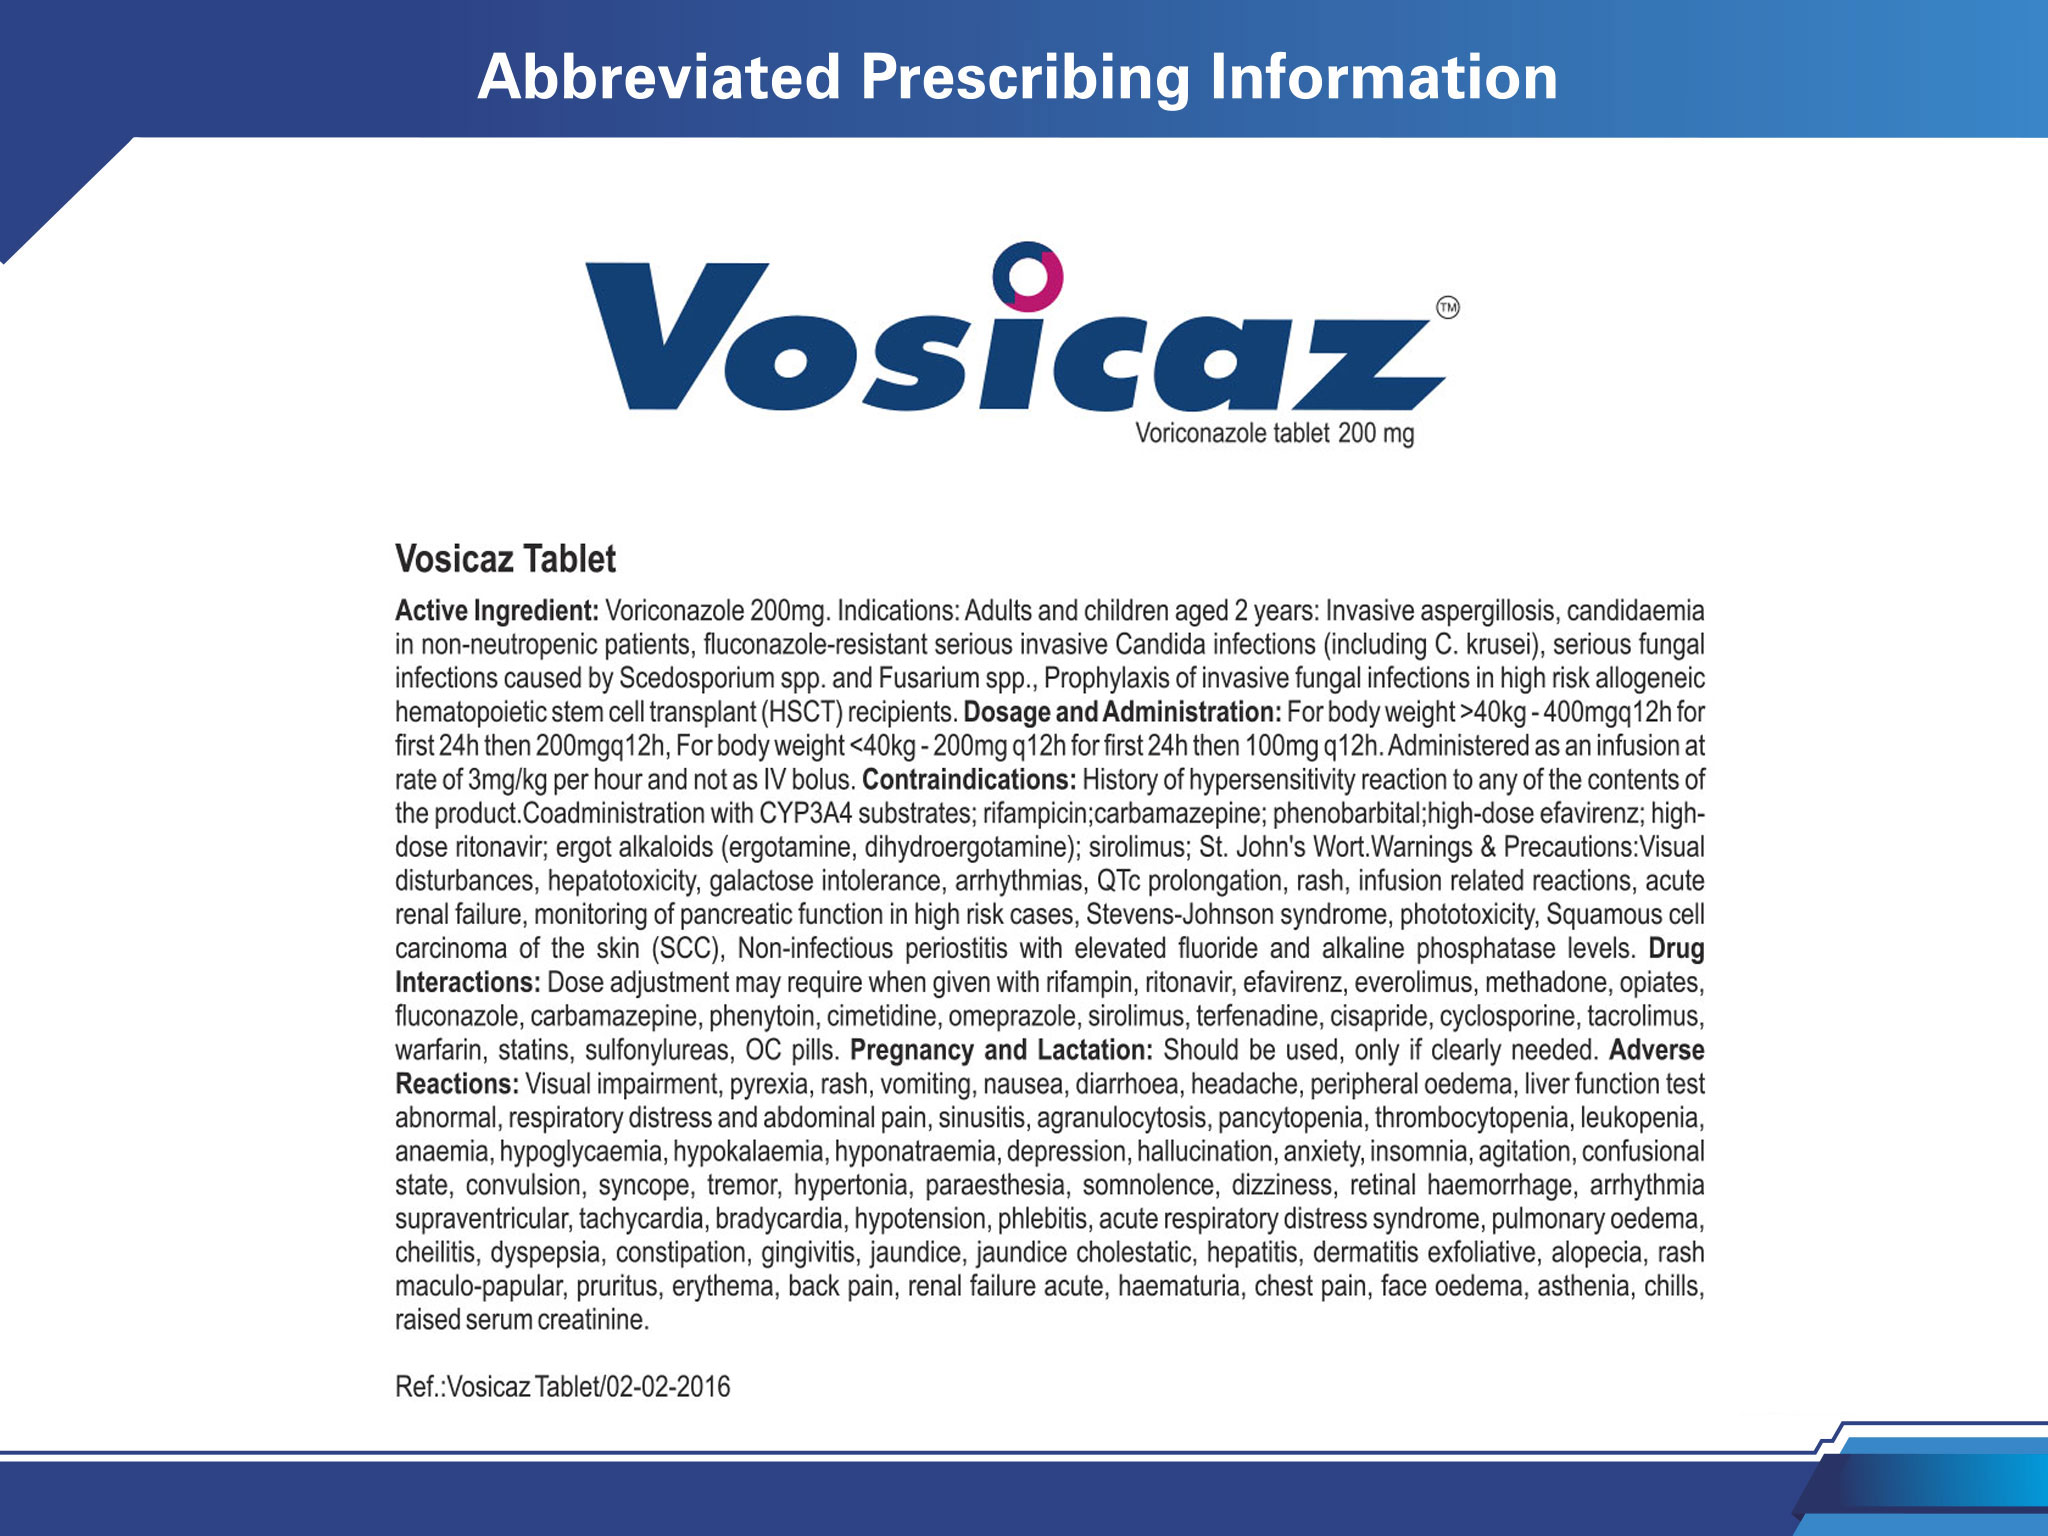 Abbreviated Prescribing Information
Vosicaz TM
Voriconazole tablet 200 mg
Vosicaz Tablet
Active Ingredient: Voriconazole 200mg. Indications: Adults and children aged 2 years: Invasive aspergillosis, candidaemia
in non-neutropenic patients, fluconazole-resistant serious invasive Candida infections (including C. krusei), serious fungal
infections caused by Scedosporium spp. and Fusarium spp., Prophylaxis of invasive fungal infections in high risk allogeneic
hematopoietic stem cell transplant (HSCT) recipients. Dosage and Administration: For body weight >40kg - 400mgq12h for
first 24h then 200mgq12h, For body weight <40kg - 200mg q12h for first 24h then 100mg q12h. Administered as an infusion at
rate of 3mg/kg per hour and not as IV bolus. Contraindications: History of hypersensitivity reaction to any of the contents of
the product.Coadministration with CYP3A4 substrates; rifampicin;carbamazepine; phenobarbital;high-dose efavirenz; high-
dose ritonavir; ergot alkaloids (ergotamine, dihydroergotamine); sirolimus; St. John's Wort.Warnings & Precautions:Visual
disturbances, hepatotoxicity, galactose intolerance, arrhythmias, QTc prolongation, rash, infusion related reactions, acute
renal failure, monitoring of pancreatic function in high risk cases, Stevens-Johnson syndrome, phototoxicity, Squamous cell
carcinoma of the skin (SCC), Non-infectious periostitis with elevated fluoride and alkaline phosphatase levels. Drug
Interactions: Dose adjustment may require when given with rifampin, ritonavir, efavirenz, everolimus, methadone, opiates,
fluconazole, carbamazepine, phenytoin, cimetidine, omeprazole, sirolimus, terfenadine, cisapride, cyclosporine, tacrolimus,
warfarin, statins, sulfonylureas, OC pills. Pregnancy and Lactation: Should be used, only if clearly needed. Adverse
Reactions: Visual impairment, pyrexia, rash, vomiting, nausea, diarrhoea, headache, peripheral oedema, liver function test
abnormal, respiratory distress and abdominal pain, sinusitis, agranulocytosis, pancytopenia, thrombocytopenia, leukopenia,
anaemia, hypoglycaemia, hypokalaemia, hyponatraemia, depression, hallucination, anxiety, insomnia, agitation, confusional
state, convulsion, syncope, tremor, hypertonia, paraesthesia, somnolence, dizziness, retinal haemorrhage, arrhythmia
supraventricular, tachycardia, bradycardia, hypotension, phlebitis, acute respiratory distress syndrome, pulmonary oedema,
cheilitis, dyspepsia, constipation, gingivitis, jaundice, jaundice cholestatic, hepatitis, dermatitis exfoliative, alopecia, rash
maculo-papular, pruritus, erythema, back pain, renal failure acute, haematuria, chest pain, face oedema, asthenia, chills,
raised serum creatinine.
Ref.:Vosicaz Tablet/02-02-2016